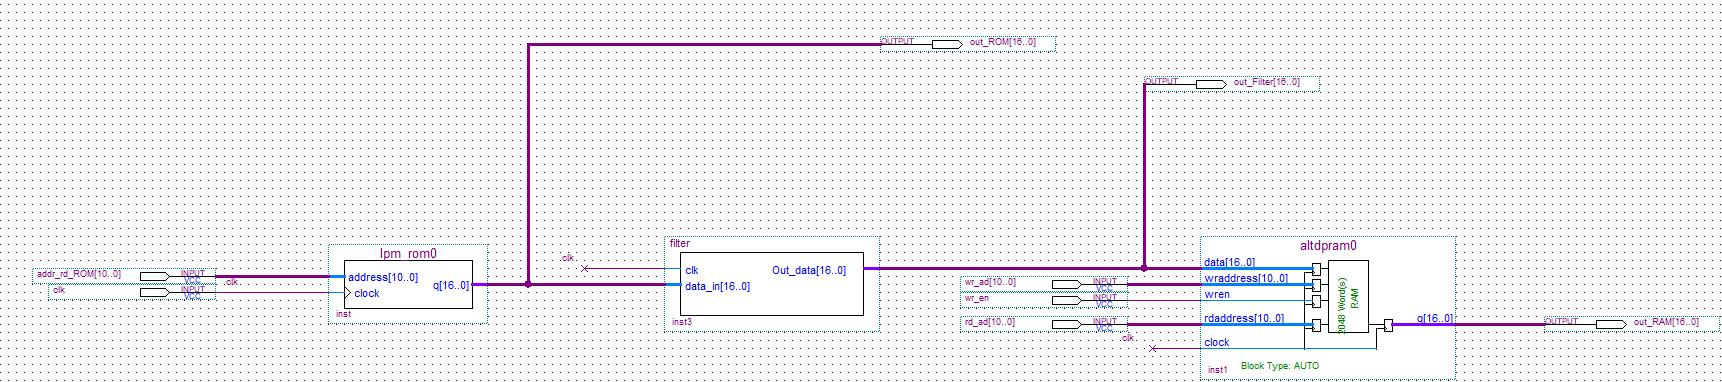 OUTPUT out_ROM[16..0]
OUTPUT out_Filter[16..0]
lpm_rom0
addr_rd_ROM[10..0] INPUT VCC
clk INPUT VCC
clk
address[10..0]
clock
q[16..0]
inst
filter
clk
clk
data_in[16..0]
Out_data[16..0]
inst3
wr_ad[10..0] INPUT VCC
wr_en INPUT VCC
rd_ad[10..0] INPUT VCC
clk
altdpram0
data[16..0]
wraddress[10..0]
wren
rdaddress[10..0]
clock
2048 Word(s)
RAM
q[16..0]
inst1
Block Type: AUTO
OUTPUT out_RAM[16..0]